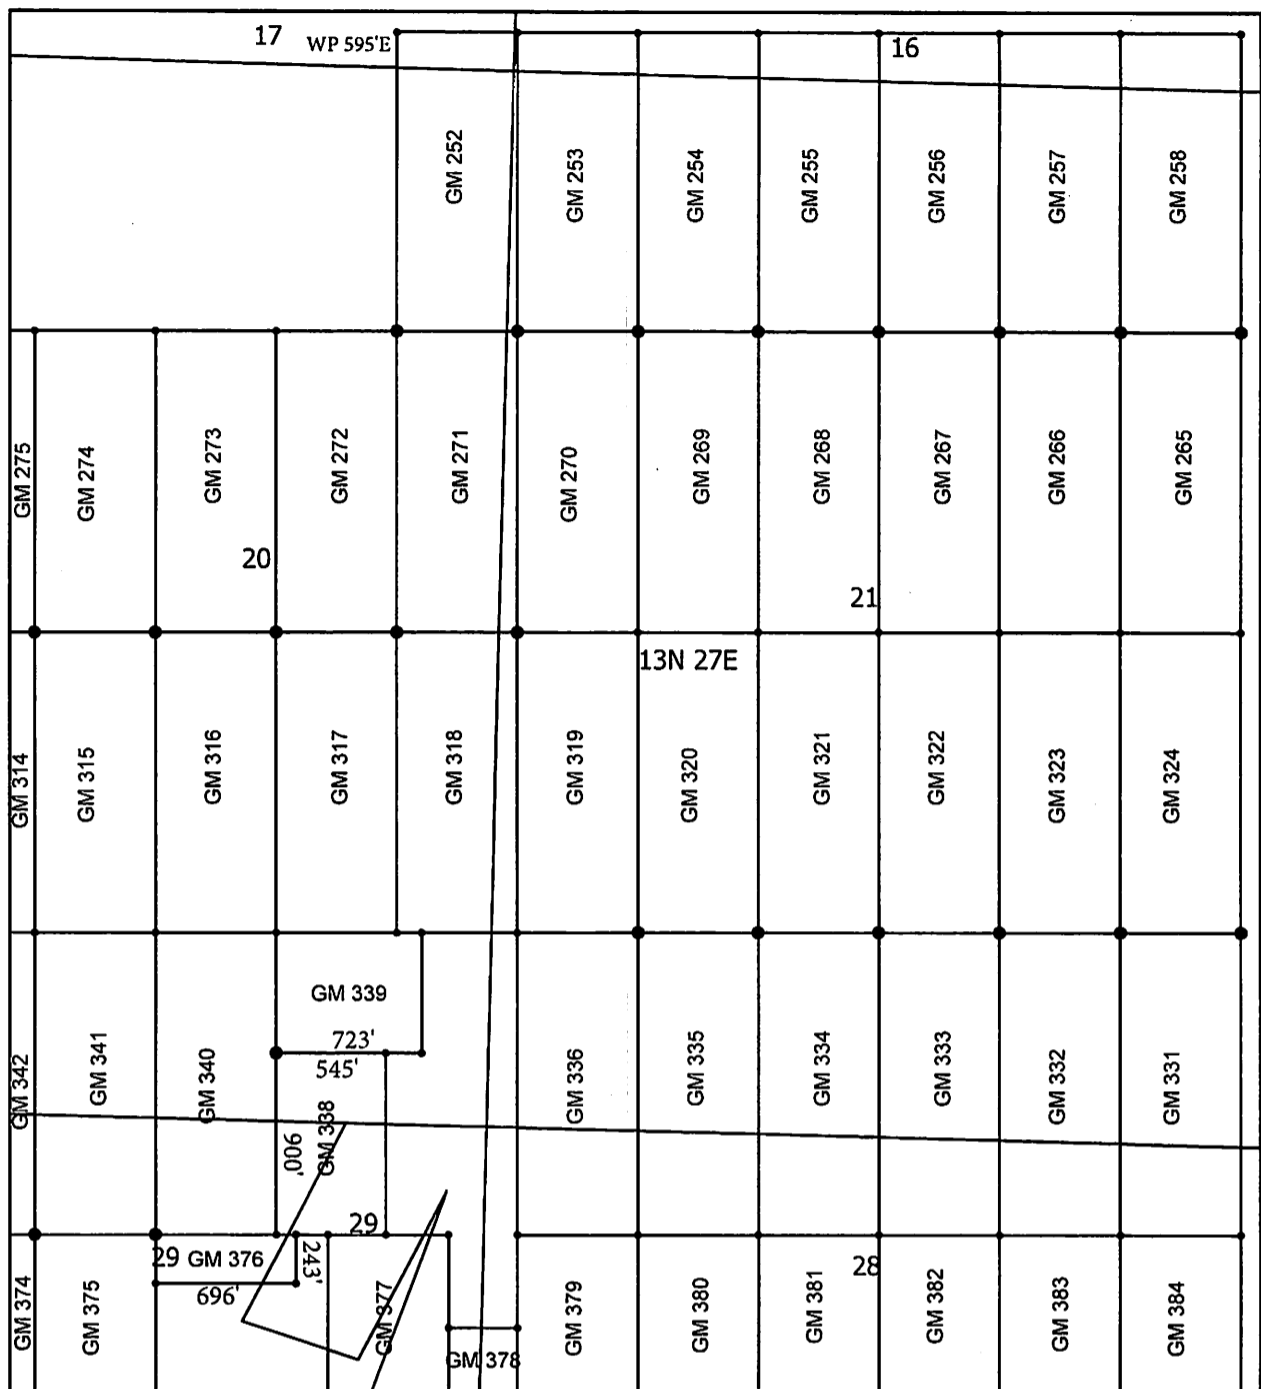 17
WP 595'E
16
GM 252
GM 253
GM 254
GM 255
GM 256
GM 257
GM 258
GM 275
GM 274
GM 273
GM 272
GM 271
GM 270
GM 269
GM 268
GM 267
GM 266
GM 265
20
21
13N 27E
GM 314
GM 315
GM 316
GM 317
GM 318
GM 319
GM 320
GM 321
GM 322
GM 323
GM 324
GM 339
723'
545'
GM 342
GM 341
GM 340
GM 338
900'
GM 336
GM 335
GM 334
GM 333
GM 332
GM 331
29
29
GM 376
243'
696'
28
GM 374
GM 375
GM 377
GM 378
GM 379
GM 380
GM 381
GM 382
GM 383
GM 384